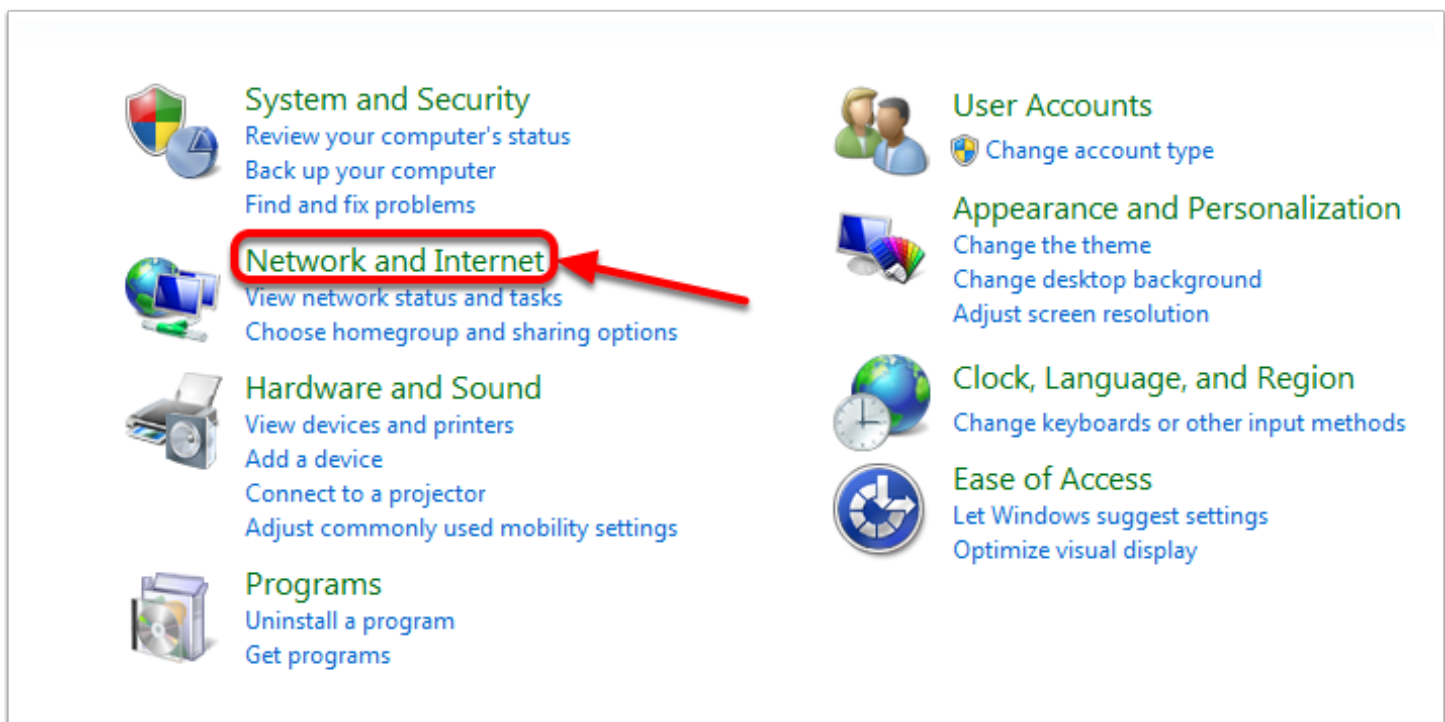 System and Security
Review your computer's status
Back up your computer
Find and fix problems
Network and Internet
View network status and tasks
Choose homegroup and sharing options
Hardware and Sound
View devices and printers
Add a device
Connect to a projector
Adjust commonly used mobility settings
Programs
Uninstall a program
Get programs
User Accounts
Change account type
Appearance and Personalization
Change the theme
Change desktop background
Adjust screen resolution
Clock, Language, and Region
Change keyboards or other input methods
Ease of Access
Let Windows suggest settings
Optimize visual display